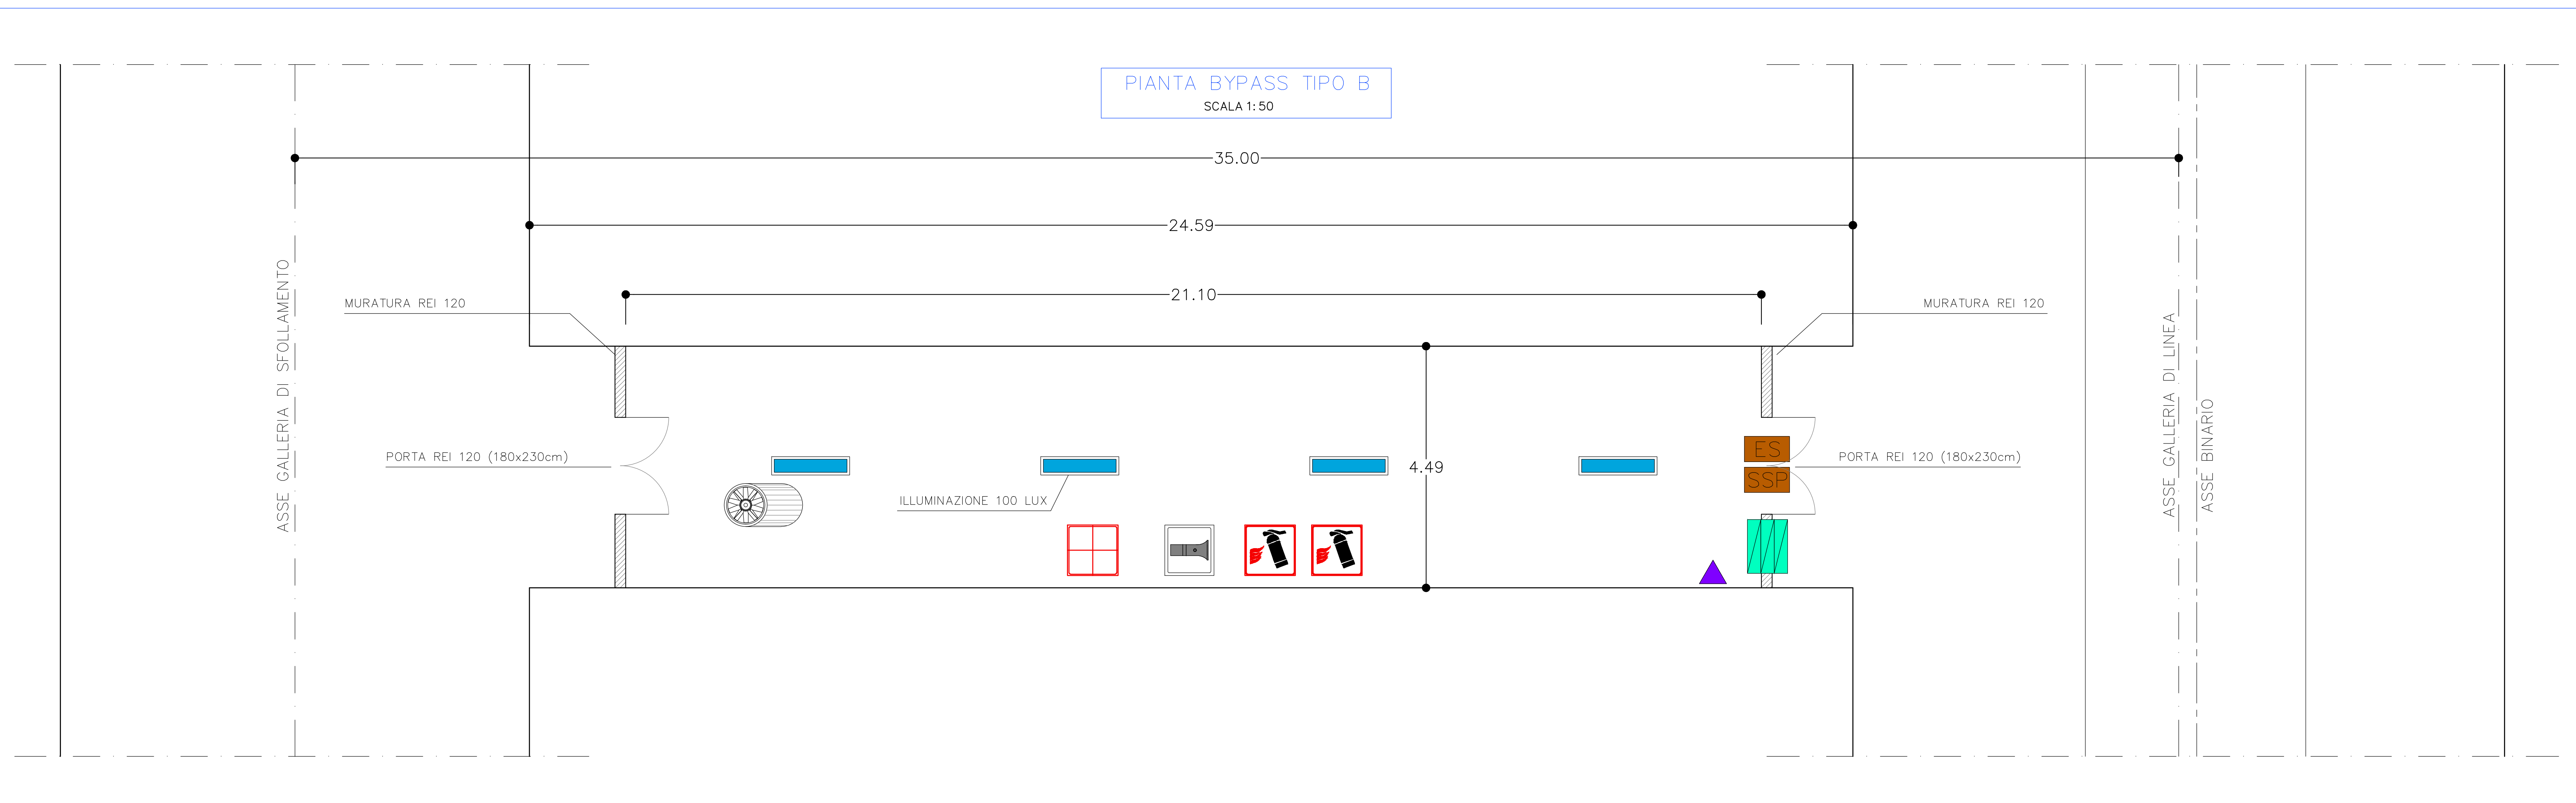 PIANTA BYPASS TIPO B
SCALA 1:50
35.00
24.59
21.10
MURATURA REI 120
MURATURA REI 120
ASSE GALLERIA DI SFOLLAMENTO
ASSE GALLERIA DI LINEA
ASSE BINARIO
PORTA REI 120 (180x230cm)
4.49
ES
PORTA REI 120 (180x230cm)
SSP
ILLUMINAZIONE 100 LUX